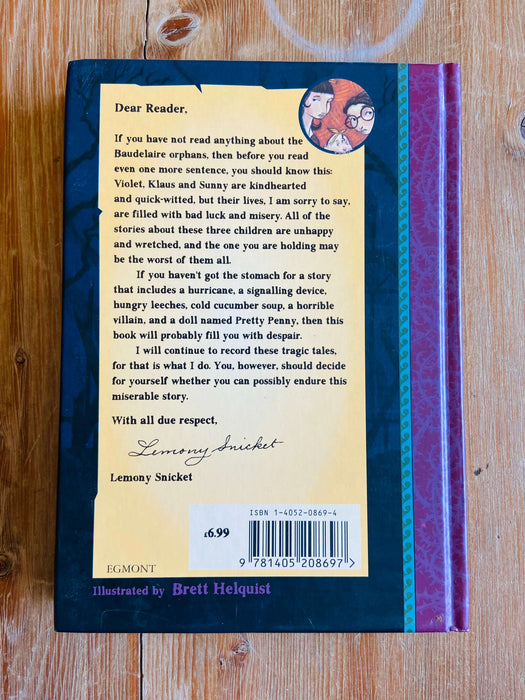 Dear Reader,
If you have not read anything about the
Baudelaire orphans, then before you read
even one more sentence, you should know this:
Violet, Klaus and Sunny are kindhearted
and quick-witted, but their lives, I am sorry to say,
are filled with bad luck and misery. All of the
stories about these three children are unhappy
and wretched, and the one you are holding may
be the worst of them all.
If you haven't got the stomach for a story
that includes a hurricane, a signalling device,
hungry leeches, cold cucumber soup, a horrible
villain, and a doll named Pretty Penny, then this
book will probably fill you with despair.
I will continue to record these tragic tales,
for that is what I do. You, however, should decide
for yourself whether you can possibly endure this
miserable story.
With all due respect,
Lemony Snicket
Lemony Snicket
ISBN 1-4052-0869-4
£6.99
9 781405 208697 >
EGMONT
Illustrated by Brett Helquist